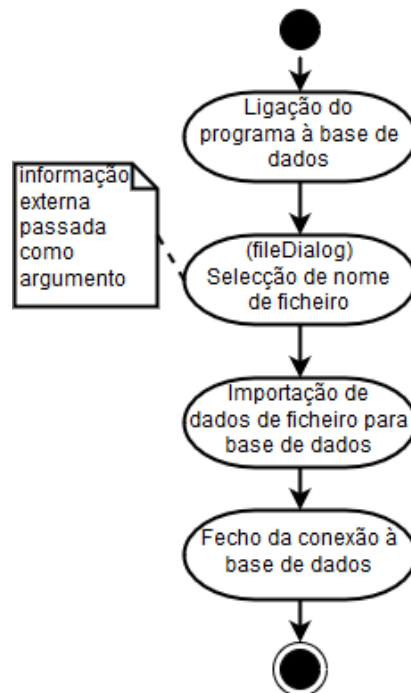 Ligação do
programa à base de
dados
informação
externa
passada
como
argumento
(fileDialog)
Selecção de nome
de ficheiro
Importação de
dados de ficheiro para
base de dados
Fecho da conexão à
base de dados